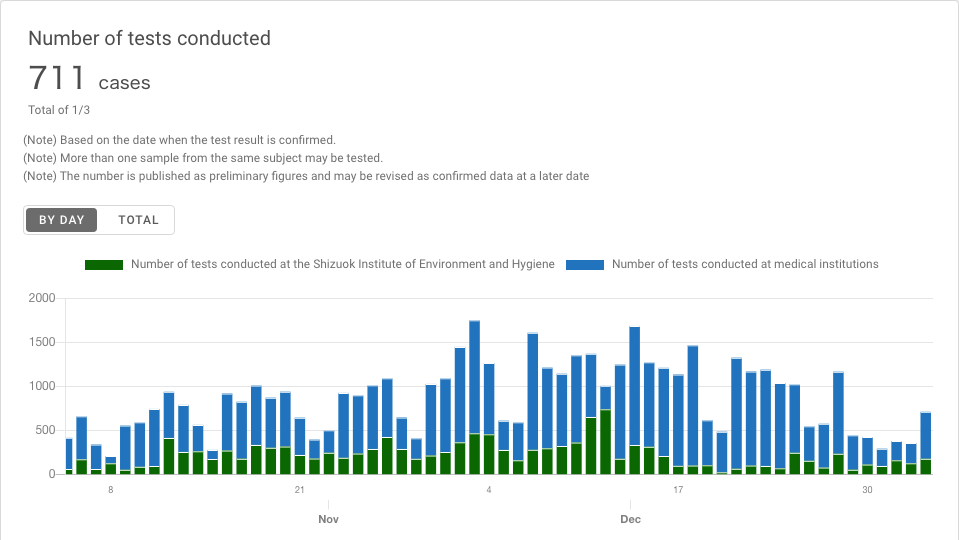 Number of tests conducted
711 cases
Total of 1/3
(Note) Based on the date when the test result is confirmed.
(Note) More than one sample from the same subject may be tested.
(Note) The number is published as preliminary figures and may be revised as confirmed data at a later date
BY DAY TOTAL
Number of tests conducted at the Shizuok Institute of Environment and Hygiene Number of tests conducted at medical institutions
2000
1500
1000
500
0
8 21 4 17 30
Nov Dec